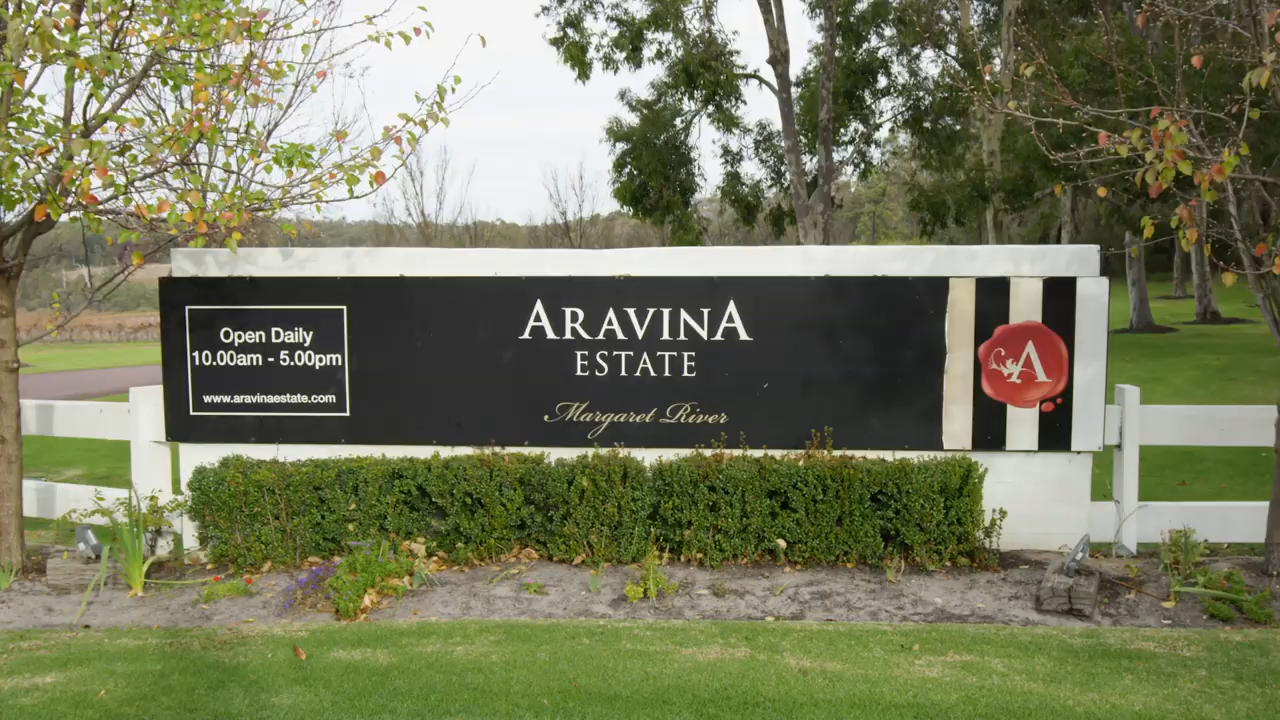 Open Daily
10.00am - 5.00pm
www.aravinaestate.com
ARAVINA
ESTATE
Margaret River
A